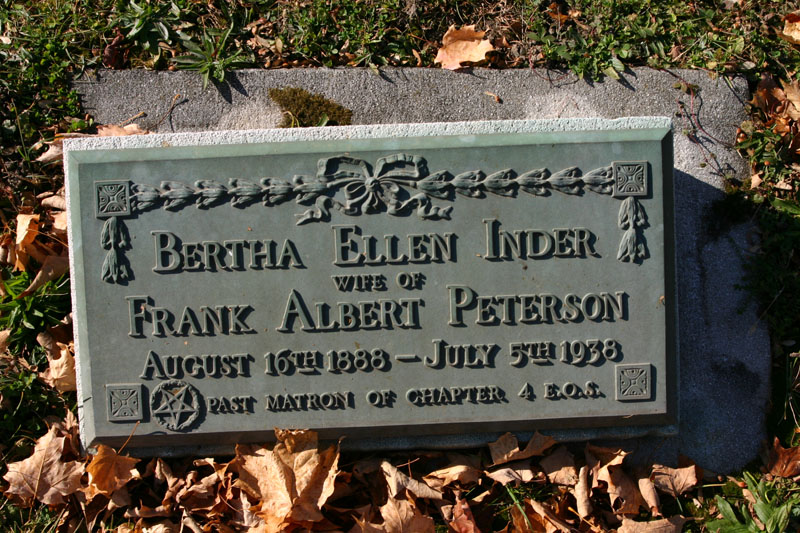 BERTHA ELLEN INDER
WIFE OF
FRANK ALBERT PETERSON
AUGUST 16TH 1888 – JULY 5TH 1938
PAST MATRON OF CHAPTER 4 E.O.S.